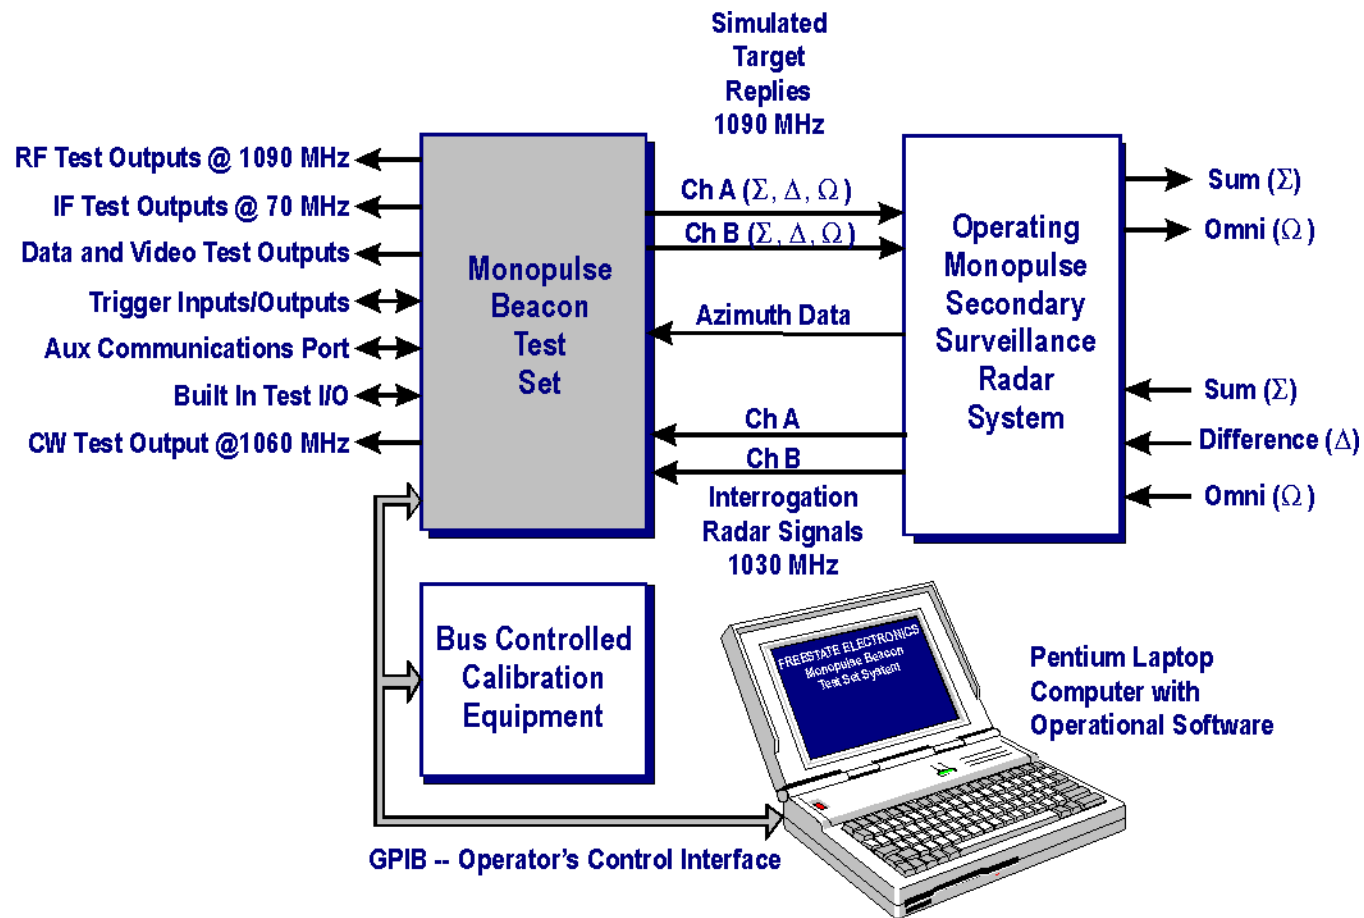 Simulated
Target
Replies
1090 MHz
RF Test Outputs @ 1090 MHz
IF Test Outputs @ 70 MHz
Data and Video Test Outputs
Trigger Inputs/Outputs
Aux Communications Port
Built In Test I/O
CW Test Output @1060 MHz
Monopulse
Beacon
Test
Set
Ch A (Σ, Δ, Ω)
Ch B (Σ, Δ, Ω)
Azimuth Data
Ch A
Ch B
Interrogation
Radar Signals
1030 MHz
Operating
Monopulse
Secondary
Surveillance
Radar
System
Sum (Σ)
Omni (Ω)
Sum (Σ)
Difference (Δ)
Omni (Ω)
Bus Controlled
Calibration
Equipment
FREESTATE ELECTRONICS
Monopulse Beacon
Test Set System
Pentium Laptop
Computer with
Operational Software
GPIB -- Operator's Control Interface